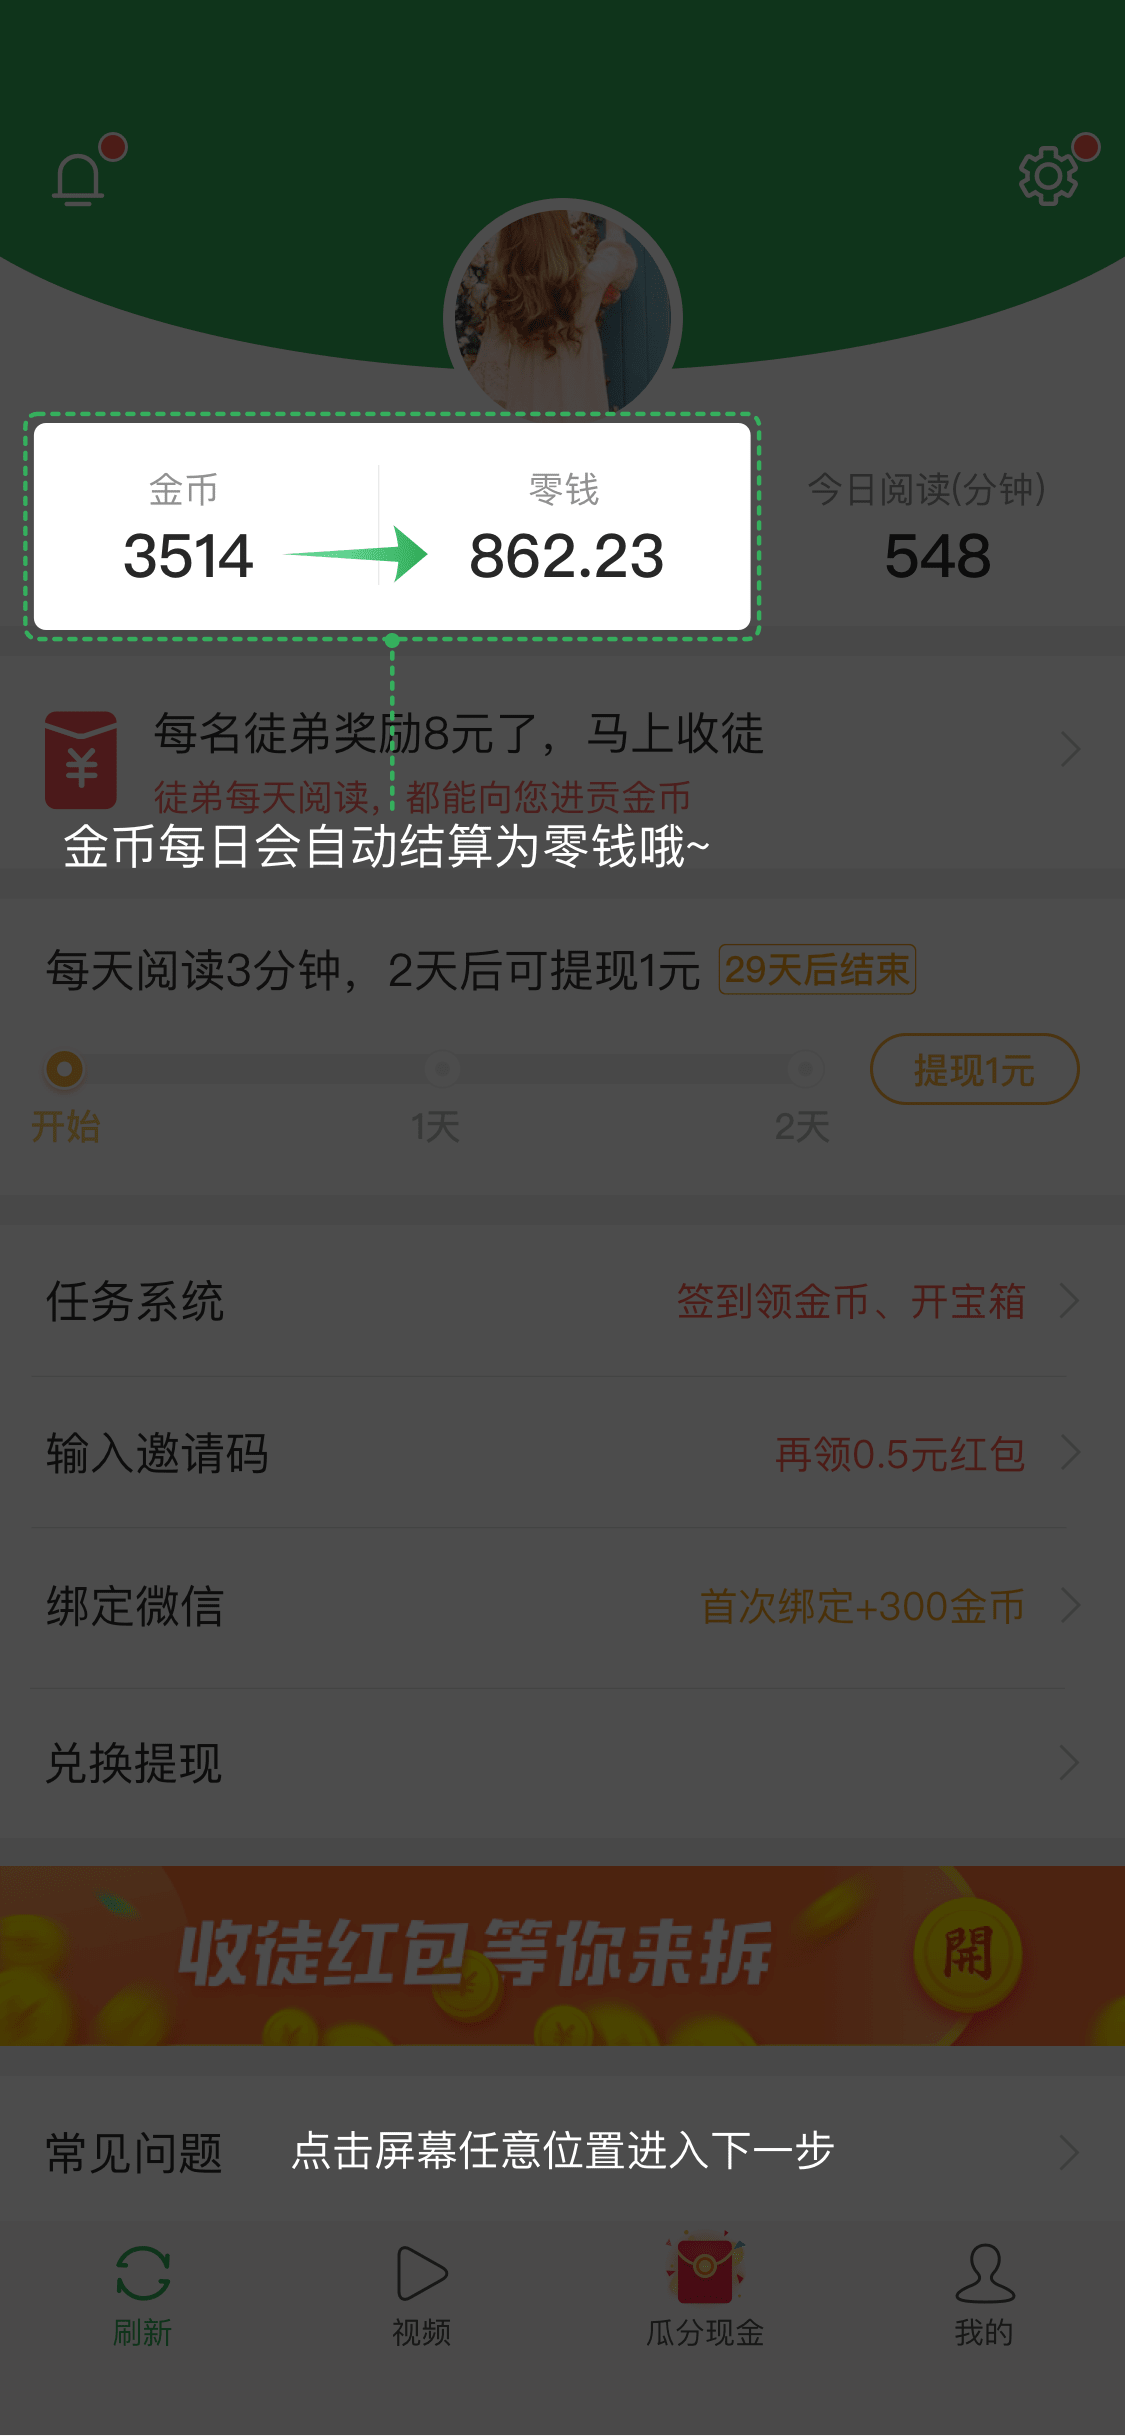 金币
零钱
今日阅读(分钟)
3514
862.23
548
每名徒弟奖励8元了，马上收徒
徒弟每天阅读，都能向您进贡金币
金币每日会自动结算为零钱哦~
每天阅读3分钟，2天后可提现1元
29天后结束
提现1元
开始
1天
2天
任务系统
签到领金币、开宝箱
输入邀请码
再领0.5元红包
绑定微信
首次绑定+300金币
兑换提现
收徒红包等你来拆
開
常见问题
点击屏幕任意位置进入下一步
刷新
视频
瓜分现金
我的